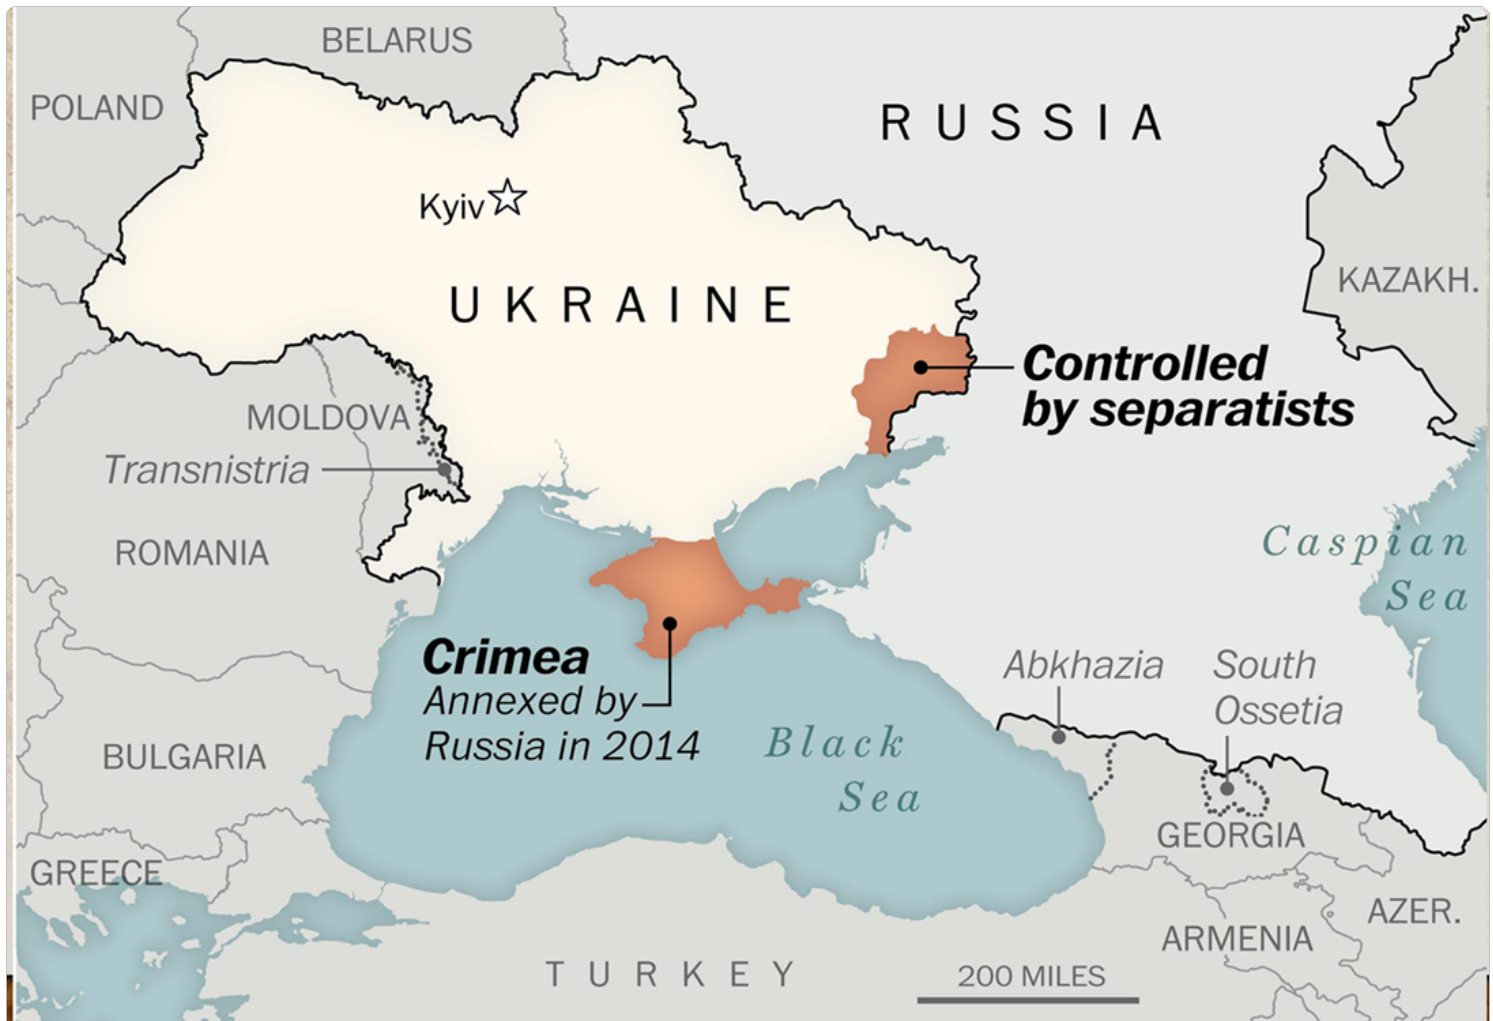 BELARUS
POLAND
RUSSIA
Kyiv
KAZAKH.
UKRAINE
Controlled
by separatists
MOLDOVA
Transnistria
ROMANIA
Caspian
Sea
Crimea
Annexed by
Russia in 2014
Abkhazia
South
Ossetia
Black
Sea
BULGARIA
GEORGIA
GREECE
AZER.
ARMENIA
TURKEY
200 MILES